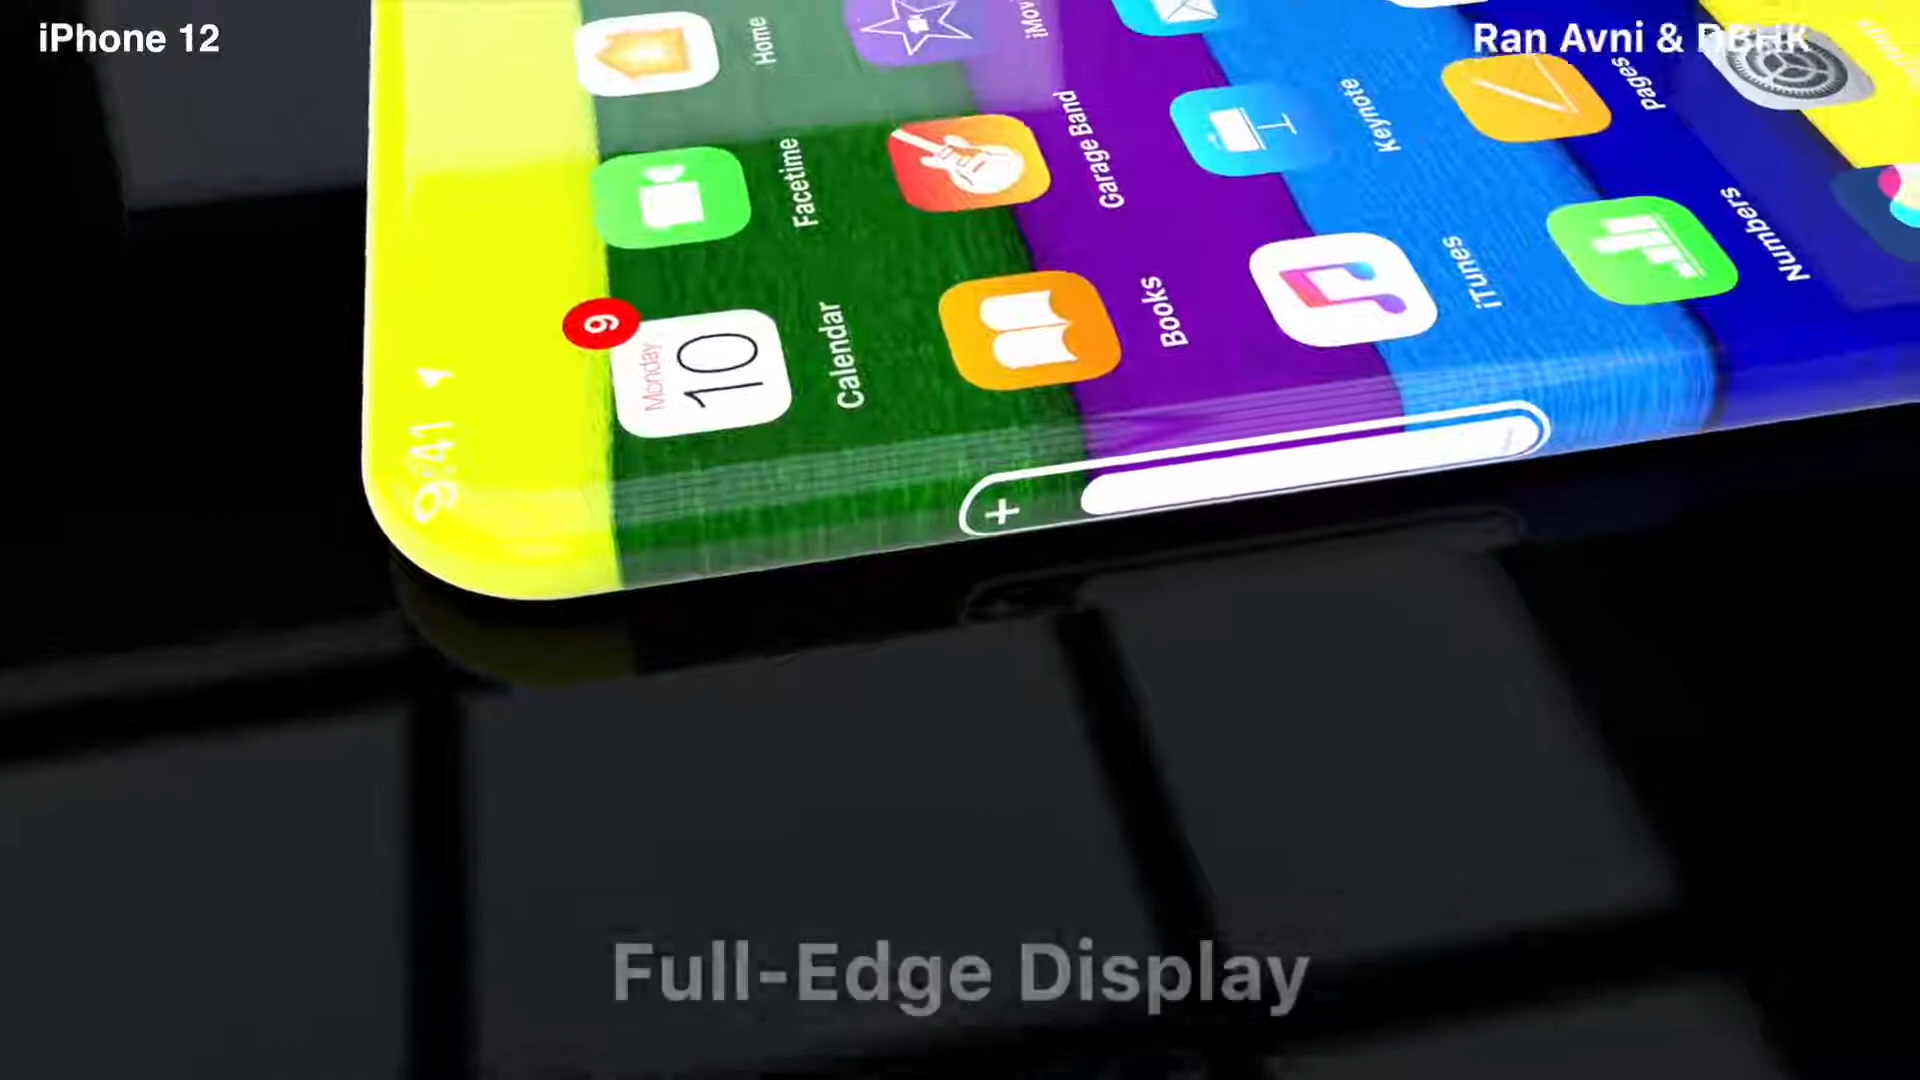 iPhone 12
Ran Avni & DBHK
Home
Facetime
Garage Band
Keynote
Pages
9
Monday
10
Calendar
Books
iTunes
Numbers
9:41
+
Full-Edge Display